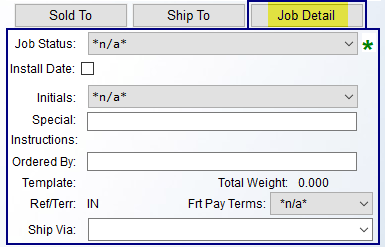 Sold To Ship To Job Detail
Job Status: *n/a* *
Install Date:
Initials: *n/a*
Special:
Instructions:
Ordered By:
Template: Total Weight: 0.000
Ref/Terr: IN Frt Pay Terms: *n/a*
Ship Via: